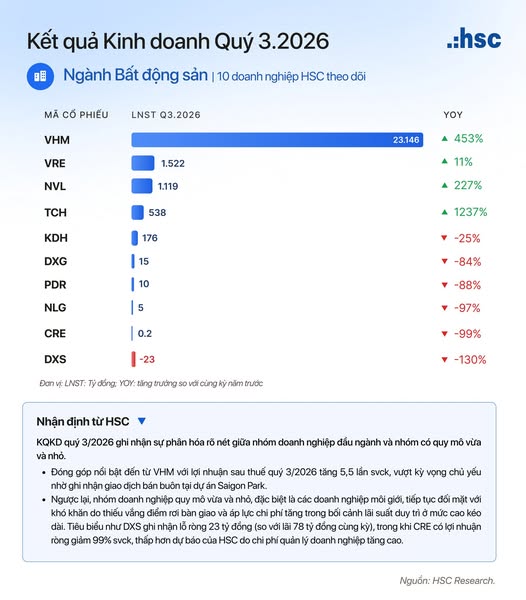 Kết quả Kinh doanh Quý 3.2026
.:hsc
Ngành Bất động sản | 10 doanh nghiệp HSC theo dõi
MÃ CỔ PHIẾU LNST Q3.2026 YOY
VHM 23.146 ▲ 453%
VRE 1.522 ▲ 11%
NVL 1.119 ▲ 227%
TCH 538 ▲ 1237%
KDH 176 ▼ -25%
DXG 15 ▼ -84%
PDR 10 ▼ -88%
NLG 5 ▼ -97%
CRE 0.2 ▼ -99%
DXS -23 ▼ -130%
Đơn vị: LNST: Tỷ đồng; YOY: tăng trưởng so với cùng kỳ năm trước
Nhận định từ HSC ▼
KQKD quý 3/2026 ghi nhận sự phân hóa rõ nét giữa nhóm doanh nghiệp đầu ngành và nhóm có quy mô vừa
và nhỏ.
• Đóng góp nổi bật đến từ VHM với lợi nhuận sau thuế quý 3/2026 tăng 5,5 lần svck, vượt kỳ vọng chủ yếu
nhờ ghi nhận giao dịch bán buôn tại dự án Saigon Park.
• Ngược lại, nhóm doanh nghiệp quy mô vừa và nhỏ, đặc biệt là các doanh nghiệp môi giới, tiếp tục đối mặt với
khó khăn do thiếu vắng điểm rơi bàn giao và áp lực chi phí tăng trong bối cảnh lãi suất duy trì ở mức cao kéo
dài. Tiêu biểu như DXS ghi nhận lỗ ròng 23 tỷ đồng (so với lãi 78 tỷ đồng cùng kỳ), trong khi CRE có lợi nhuận
ròng giảm 99% svck, thấp hơn dự báo của HSC do chi phí quản lý doanh nghiệp tăng cao.
Nguồn: HSC Research.